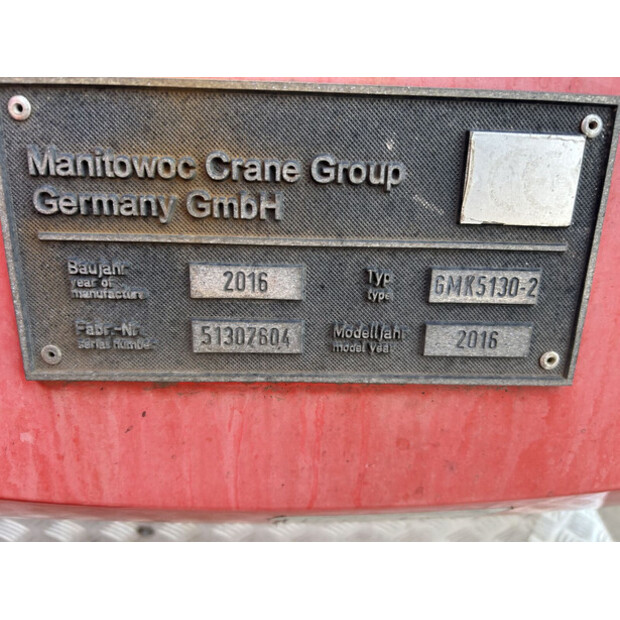 Manitowoc Crane Group
Germany GmbH
Baujahr 2016 Typ GMK5130-2
year of manufacture type
Fabr.-Nr. 51307604 Modelljahr 2016
serial number model year